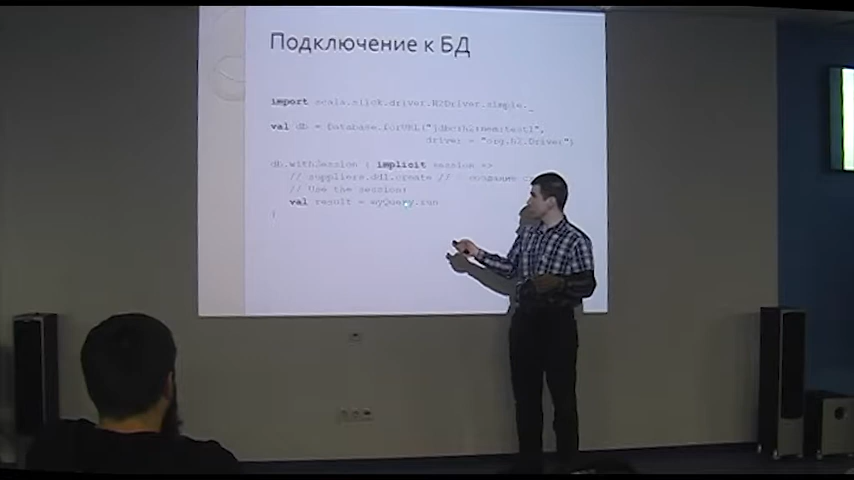 Подключение к БД
import scala.slick.driver.H2Driver.simple._
val db = Database.forURL("jdbc:h2:mem:test1",
driver = "org.h2.Driver")
db.withSession { implicit session =>
// suppliers.ddl.create // создание
// Use the session:
val result = myQuery.run
}